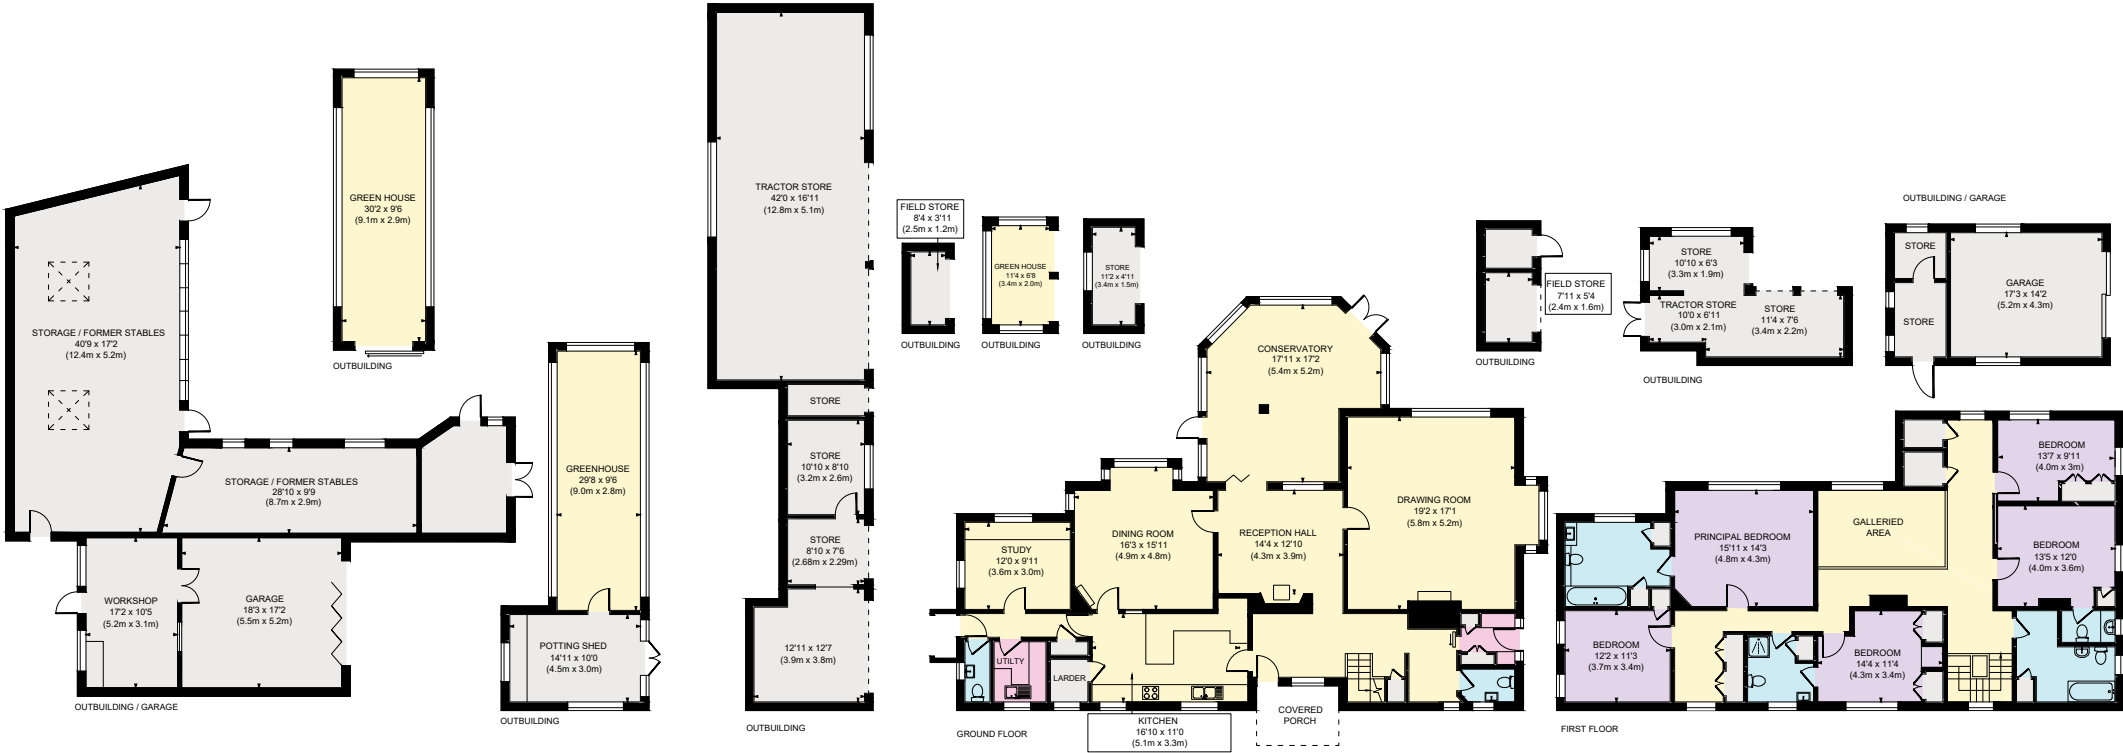 GREEN HOUSE
30'2 x 9'6
(9.1m x 2.9m)
OUTBUILDING
STORAGE / FORMER STABLES
40'9 x 17'2
(12.4m x 5.2m)
STORAGE / FORMER STABLES
28'10 x 9'9
(8.7m x 2.9m)
WORKSHOP
17'2 x 10'5
(5.2m x 3.1m)
GARAGE
18'3 x 17'2
(5.5m x 5.2m)
OUTBUILDING / GARAGE
GREENHOUSE
29'8 x 9'6
(9.0m x 2.8m)
POTTING SHED
14'11 x 10'0
(4.5m x 3.0m)
OUTBUILDING
TRACTOR STORE
42'0 x 16'11
(12.8m x 5.1m)
STORE
STORE
10'10 x 8'10
(3.2m x 2.6m)
STORE
8'10 x 7'6
(2.68m x 2.29m)
12'11 x 12'7
(3.9m x 3.8m)
OUTBUILDING
FIELD STORE
8'4 x 3'11
(2.5m x 1.2m)
OUTBUILDING
GREEN HOUSE
11'4 x 6'8
(3.4m x 2.0m)
OUTBUILDING
STORE
11'2 x 4'11
(3.4m x 1.5m)
OUTBUILDING
CONSERVATORY
17'11 x 17'2
(5.4m x 5.2m)
DRAWING ROOM
19'2 x 17'1
(5.8m x 5.2m)
RECEPTION HALL
14'4 x 12'10
(4.3m x 3.9m)
DINING ROOM
16'3 x 15'11
(4.9m x 4.8m)
STUDY
12'0 x 9'11
(3.6m x 3.0m)
UTILTY
LARDER
KITCHEN
16'10 x 11'0
(5.1m x 3.3m)
COVERED
PORCH
GROUND FLOOR
FIELD STORE
7'11 x 5'4
(2.4m x 1.6m)
OUTBUILDING
STORE
10'10 x 6'3
(3.3m x 1.9m)
TRACTOR STORE
10'0 x 6'11
(3.0m x 2.1m)
STORE
11'4 x 7'6
(3.4m x 2.2m)
OUTBUILDING
OUTBUILDING / GARAGE
STORE
STORE
GARAGE
17'3 x 14'2
(5.2m x 4.3m)
BEDROOM
13'7 x 9'11
(4.0m x 3m)
GALLERIED
AREA
PRINCIPAL BEDROOM
15'11 x 14'3
(4.8m x 4.3m)
BEDROOM
13'5 x 12'0
(4.0m x 3.6m)
BEDROOM
12'2 x 11'3
(3.7m x 3.4m)
BEDROOM
14'4 x 11'4
(4.3m x 3.4m)
FIRST FLOOR